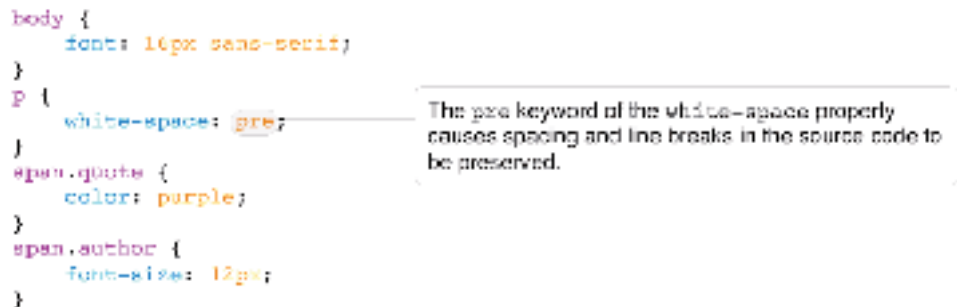 body {
    font: 16px sans-serif;
}
p {
    white-space: pre;
}
span.quote {
    color: purple;
}
span.author {
    font-size: 12px;
}
The pre keyword of the white-space property
causes spacing and line breaks in the source code to
be preserved.